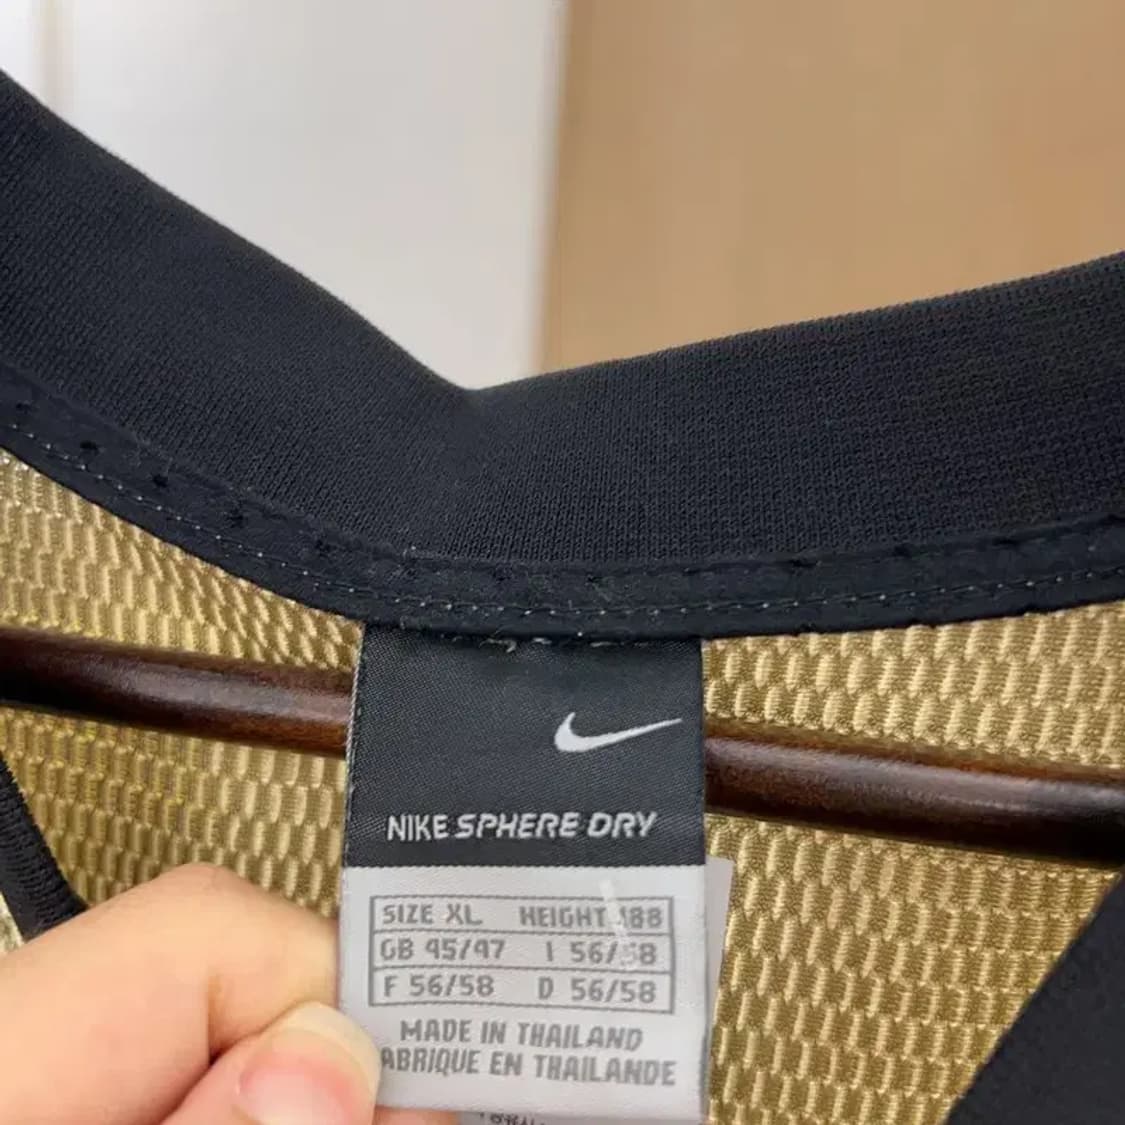 NIKE SPHERE DRY
SIZE XL HEIGHT 188
GB 45/47 I 56/58
F 56/58 D 56/58
MADE IN THAILAND
ABRIQUE EN THAILANDE